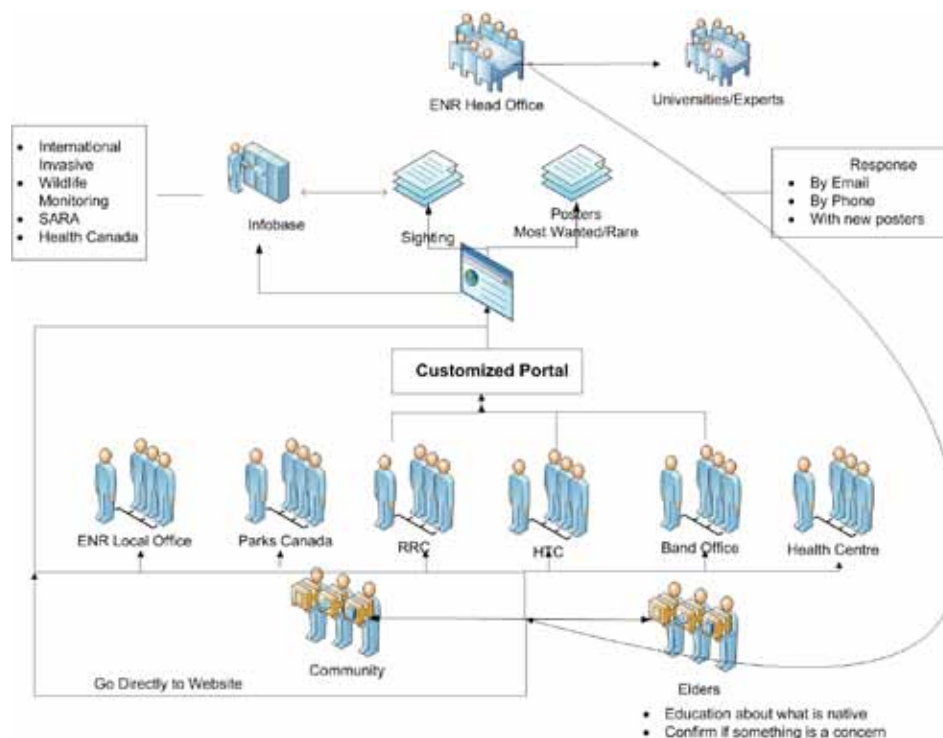 ENR Head Office
Universities/Experts
• International
Invasive
• Wildlife
Monitoring
• SARA
• Health Canada
Infobase
Sighting
Posters
Most Wanted/Rare
Response
• By Email
• By Phone
• With new posters
Customized Portal
ENR Local Office
Parks Canada
RRC
HTC
Band Office
Health Centre
Community
Go Directly to Website
Elders
• Education about what is native
• Confirm if something is a concern